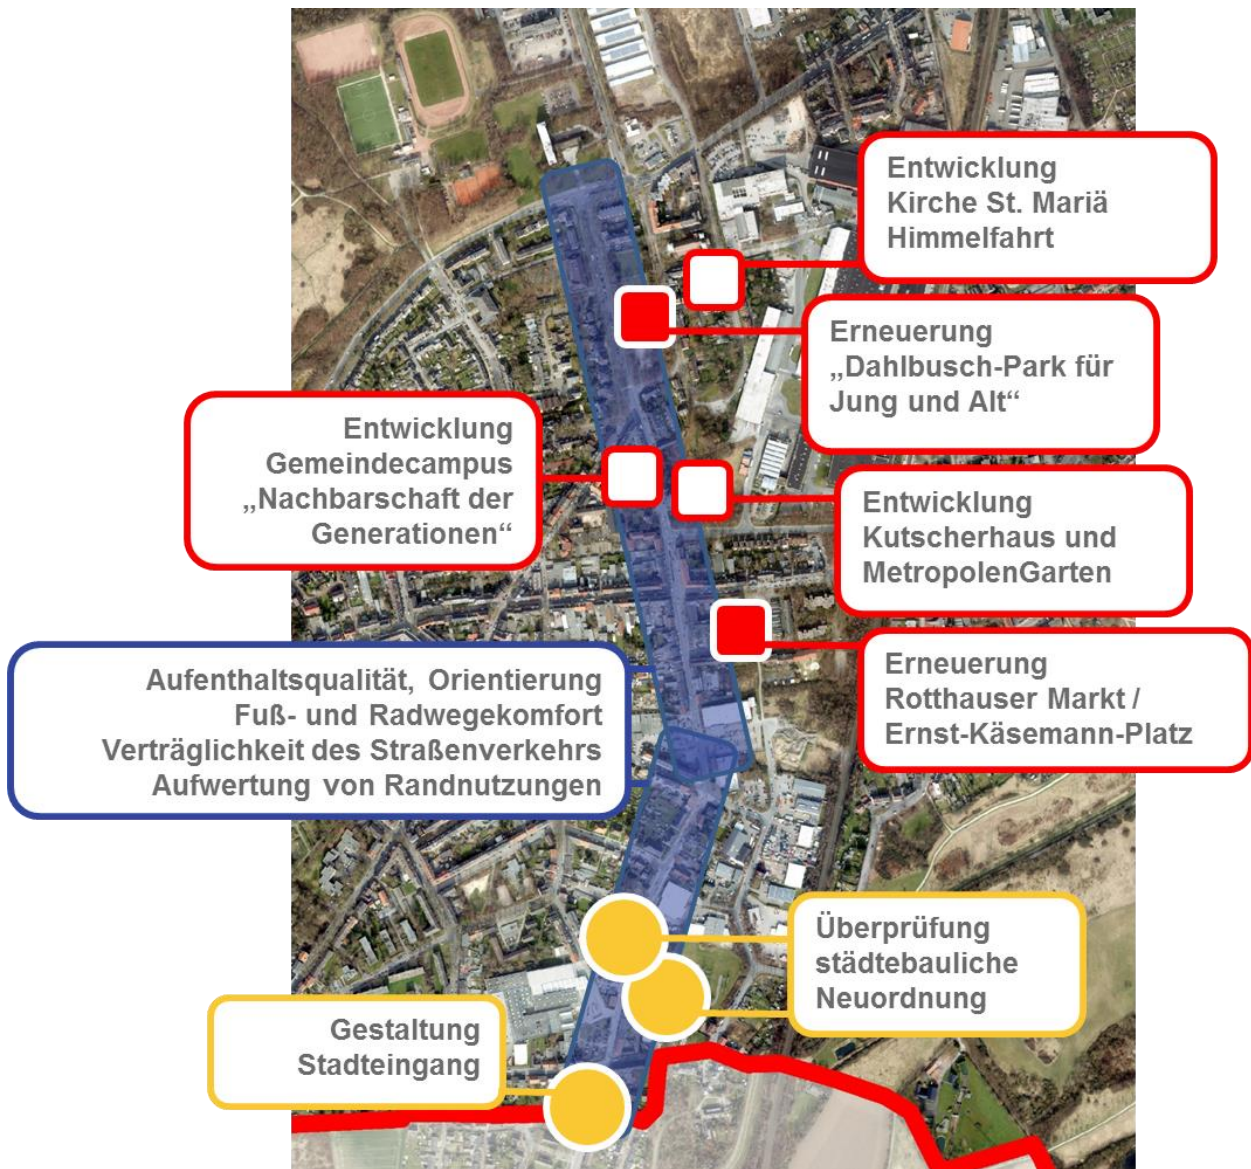 Entwicklung
Kirche St. Mariä
Himmelfahrt
Erneuerung
„Dahlbusch-Park für
Jung und Alt“
Entwicklung
Gemeindecampus
„Nachbarschaft der
Generationen“
Entwicklung
Kutscherhaus und
MetropolenGarten
Aufenthaltsqualität, Orientierung
Fuß- und Radwegekomfort
Verträglichkeit des Straßenverkehrs
Aufwertung von Randnutzungen
Erneuerung
Rotthauser Markt /
Ernst-Käsemann-Platz
Überprüfung
städtebauliche
Neuordnung
Gestaltung
Stadteingang